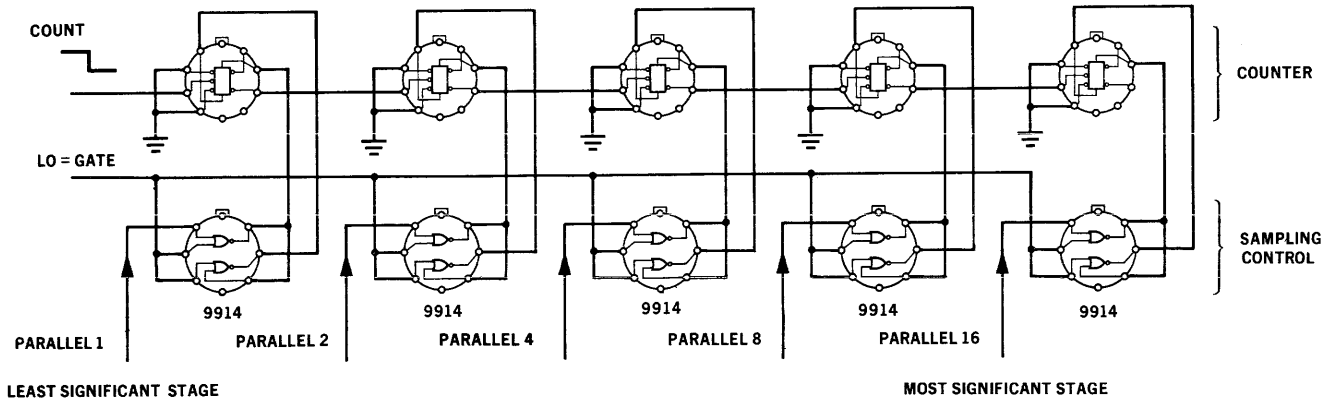 COUNT
COUNTER
LO = GATE
SAMPLING
CONTROL
9914
9914
9914
9914
9914
PARALLEL 1
PARALLEL 2
PARALLEL 4
PARALLEL 8
PARALLEL 16
LEAST SIGNIFICANT STAGE
MOST SIGNIFICANT STAGE